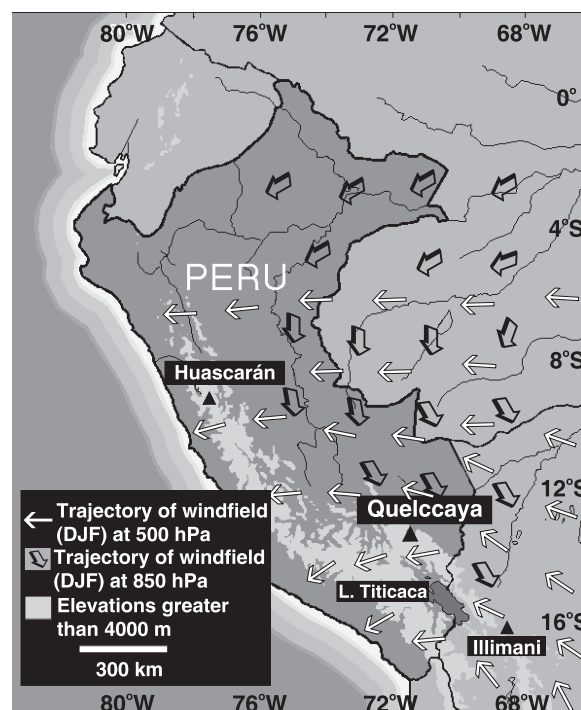 80°W 76°W 72°W 68°W
0°
4°S
PERU
8°S
Huascarán
12°S
Quelccaya
Trajectory of windfield
(DJF) at 500 hPa
Trajectory of windfield
(DJF) at 850 hPa
Elevations greater
than 4000 m
300 km
L. Titicaca
16°S
Illimani
80°W 76°W 72°W 68°W